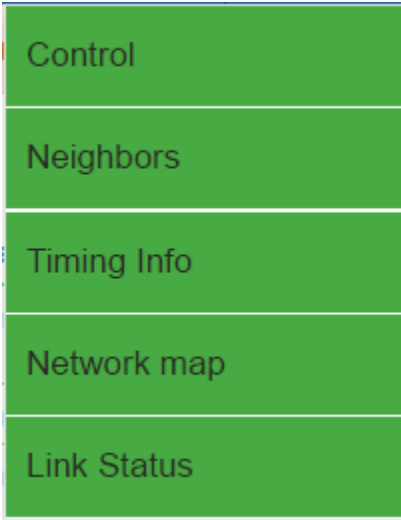 Control
Neighbors
Timing Info
Network map
Link Status